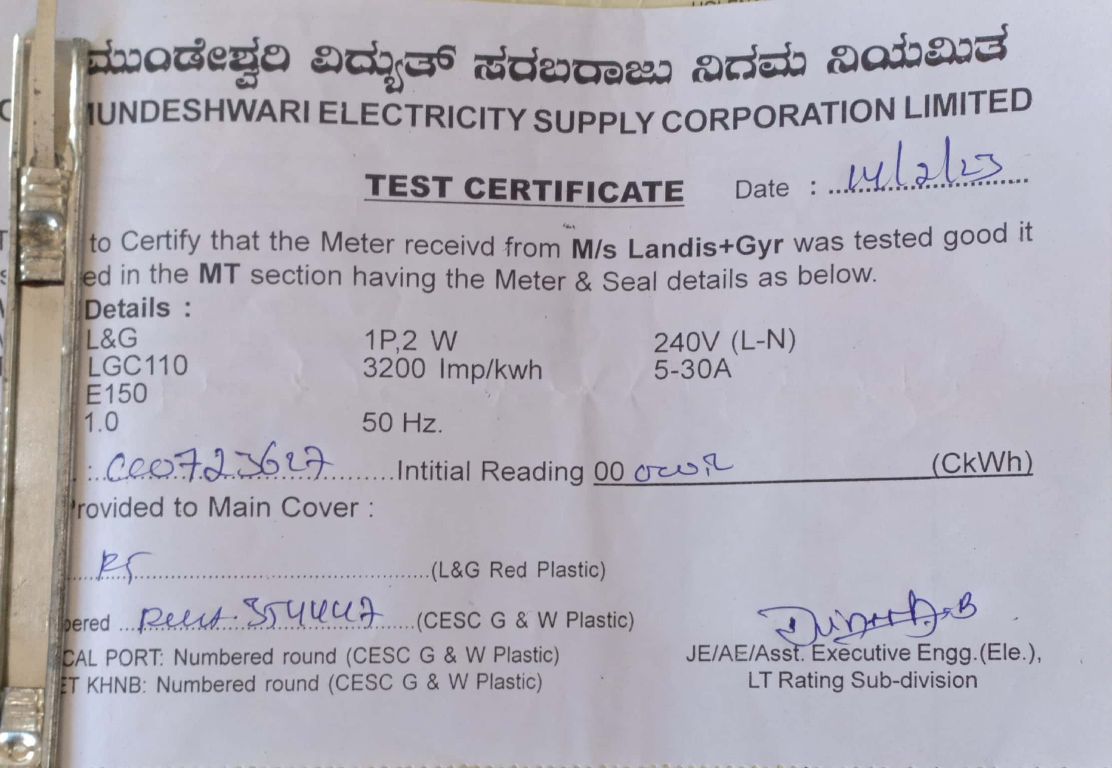 ಮುಂಡೇಶ್ವರಿ ವಿದ್ಯುತ್ ಸರಬರಾಜು ನಿಗಮ ನಿಯಮಿತ
MUNDESHWARI ELECTRICITY SUPPLY CORPORATION LIMITED
TEST CERTIFICATE Date : 14/2/23
to Certify that the Meter receivd from M/s Landis+Gyr was tested good it
ed in the MT section having the Meter & Seal details as below.
Details :
L&G 1P,2 W 240V (L-N)
LGC110 3200 Imp/kwh 5-30A
E150
1.0 50 Hz.
: Intitial Reading 00 (CkWh)
rovided to Main Cover :
(L&G Red Plastic)
bered (CESC G & W Plastic)
CAL PORT: Numbered round (CESC G & W Plastic)
ET KHNB: Numbered round (CESC G & W Plastic)
JE/AE/Asst. Executive Engg.(Ele.),
LT Rating Sub-division